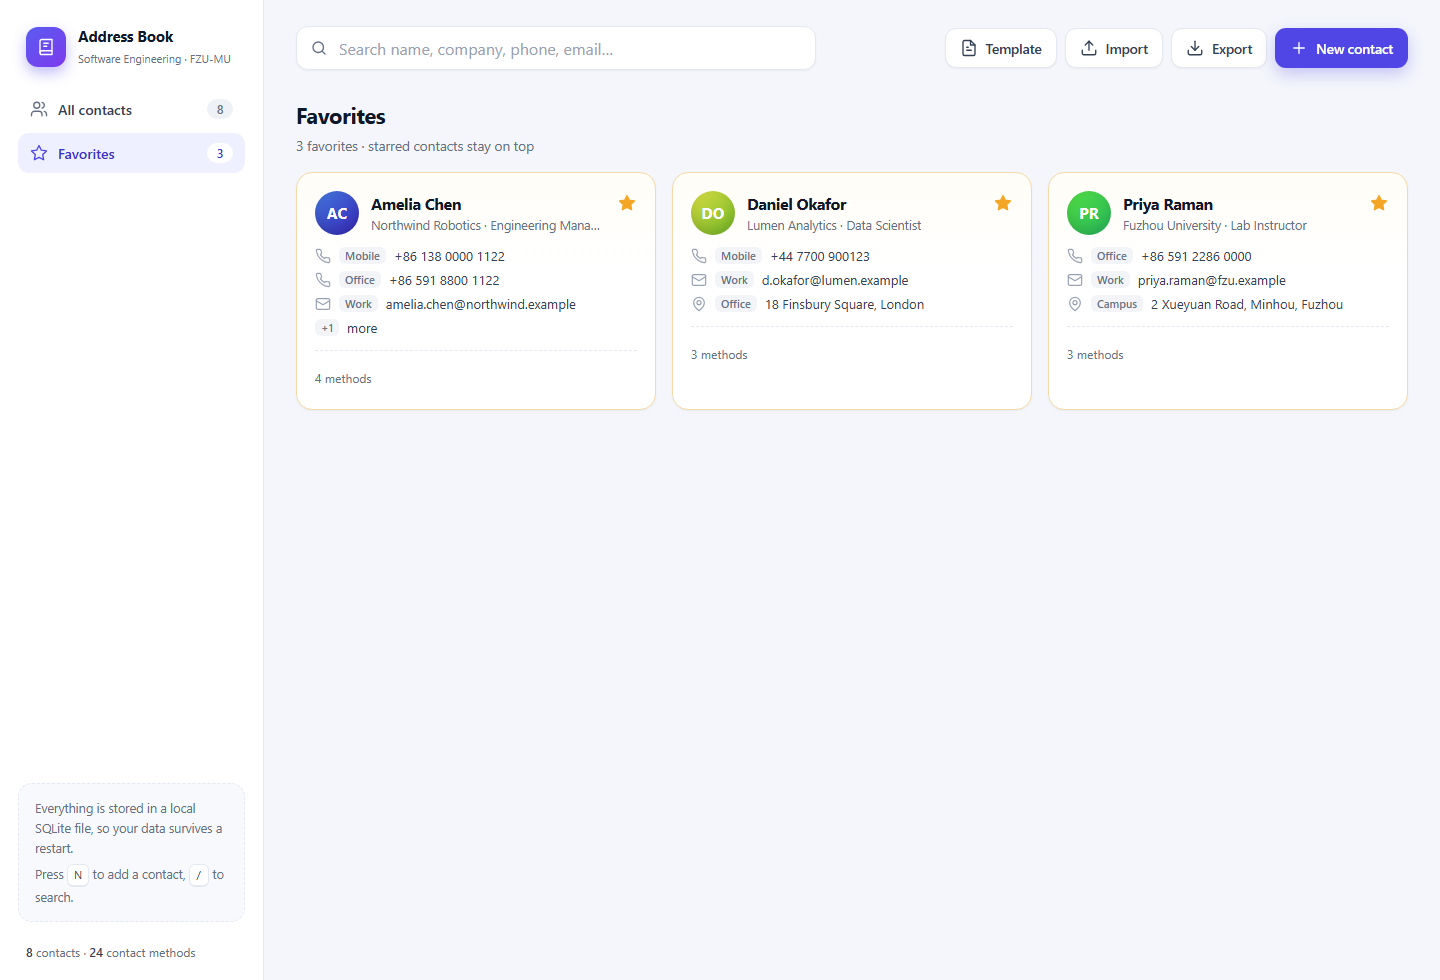 Address Book
Software Engineering · FZU-MU
All contacts 8
Favorites 3
Everything is stored in a local
SQLite file, so your data survives a
restart.
Press N to add a contact, / to
search.
8 contacts · 24 contact methods
Search name, company, phone, email...
Template
Import
Export
New contact
Favorites
3 favorites · starred contacts stay on top
AC
Amelia Chen
Northwind Robotics · Engineering Mana...
Mobile +86 138 0000 1122
Office +86 591 8800 1122
Work amelia.chen@northwind.example
+1 more
4 methods
DO
Daniel Okafor
Lumen Analytics · Data Scientist
Mobile +44 7700 900123
Work d.okafor@lumen.example
Office 18 Finsbury Square, London
3 methods
PR
Priya Raman
Fuzhou University · Lab Instructor
Office +86 591 2286 0000
Work priya.raman@fzu.example
Campus 2 Xueyuan Road, Minhou, Fuzhou
3 methods